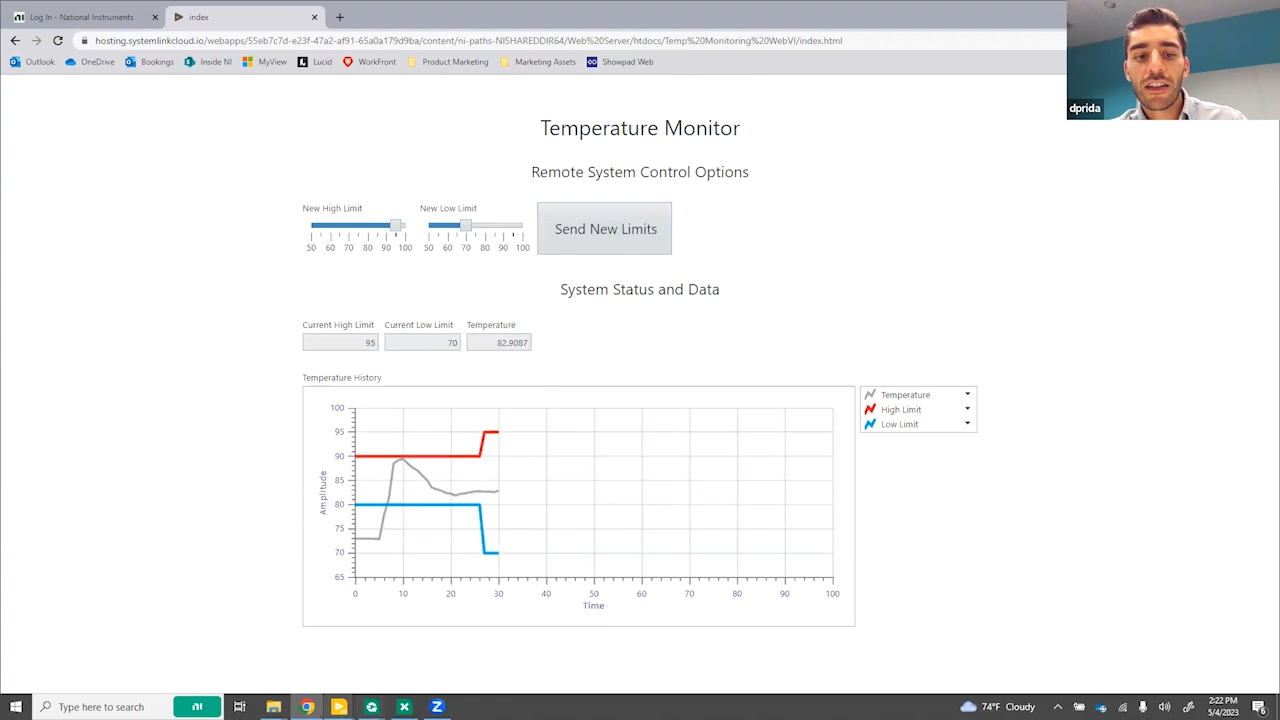 Log In - National Instruments
index
hosting.systemlinkcloud.io/webapps/55eb7c7d-e23f-47a2-af91-65a0a179d9ba/content/ni-paths-NISHAREDDIR64/Web%20Server/htdocs/Temp%20Monitoring%20WebVI/index.html
Outlook OneDrive Bookings Inside NI MyView Lucid WorkFront Product Marketing Marketing Assets Showpad Web
dprida
Temperature Monitor
Remote System Control Options
New High Limit New Low Limit
Send New Limits
50 60 70 80 90 100 50 60 70 80 90 100
System Status and Data
Current High Limit Current Low Limit Temperature
95 70 82.9087
Temperature History
Temperature
High Limit
Low Limit
100
95
90
85
80
75
70
65
Amplitude
0 10 20 30 40 50 60 70 80 90 100
Time
Type here to search
74°F Cloudy
2:22 PM
5/4/2023
6